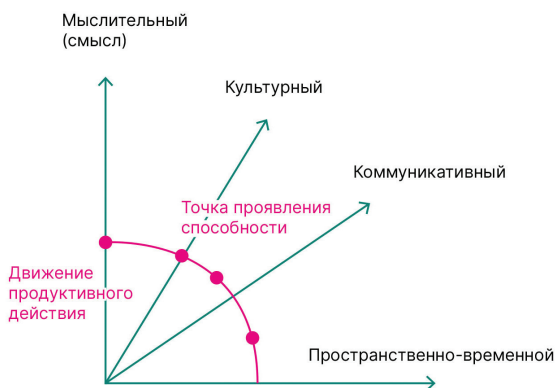 Мыслительный
(смысл)
Культурный
Коммуникативный
Точка проявления
способности
Движение
продуктивного
действия
Пространственно-временной